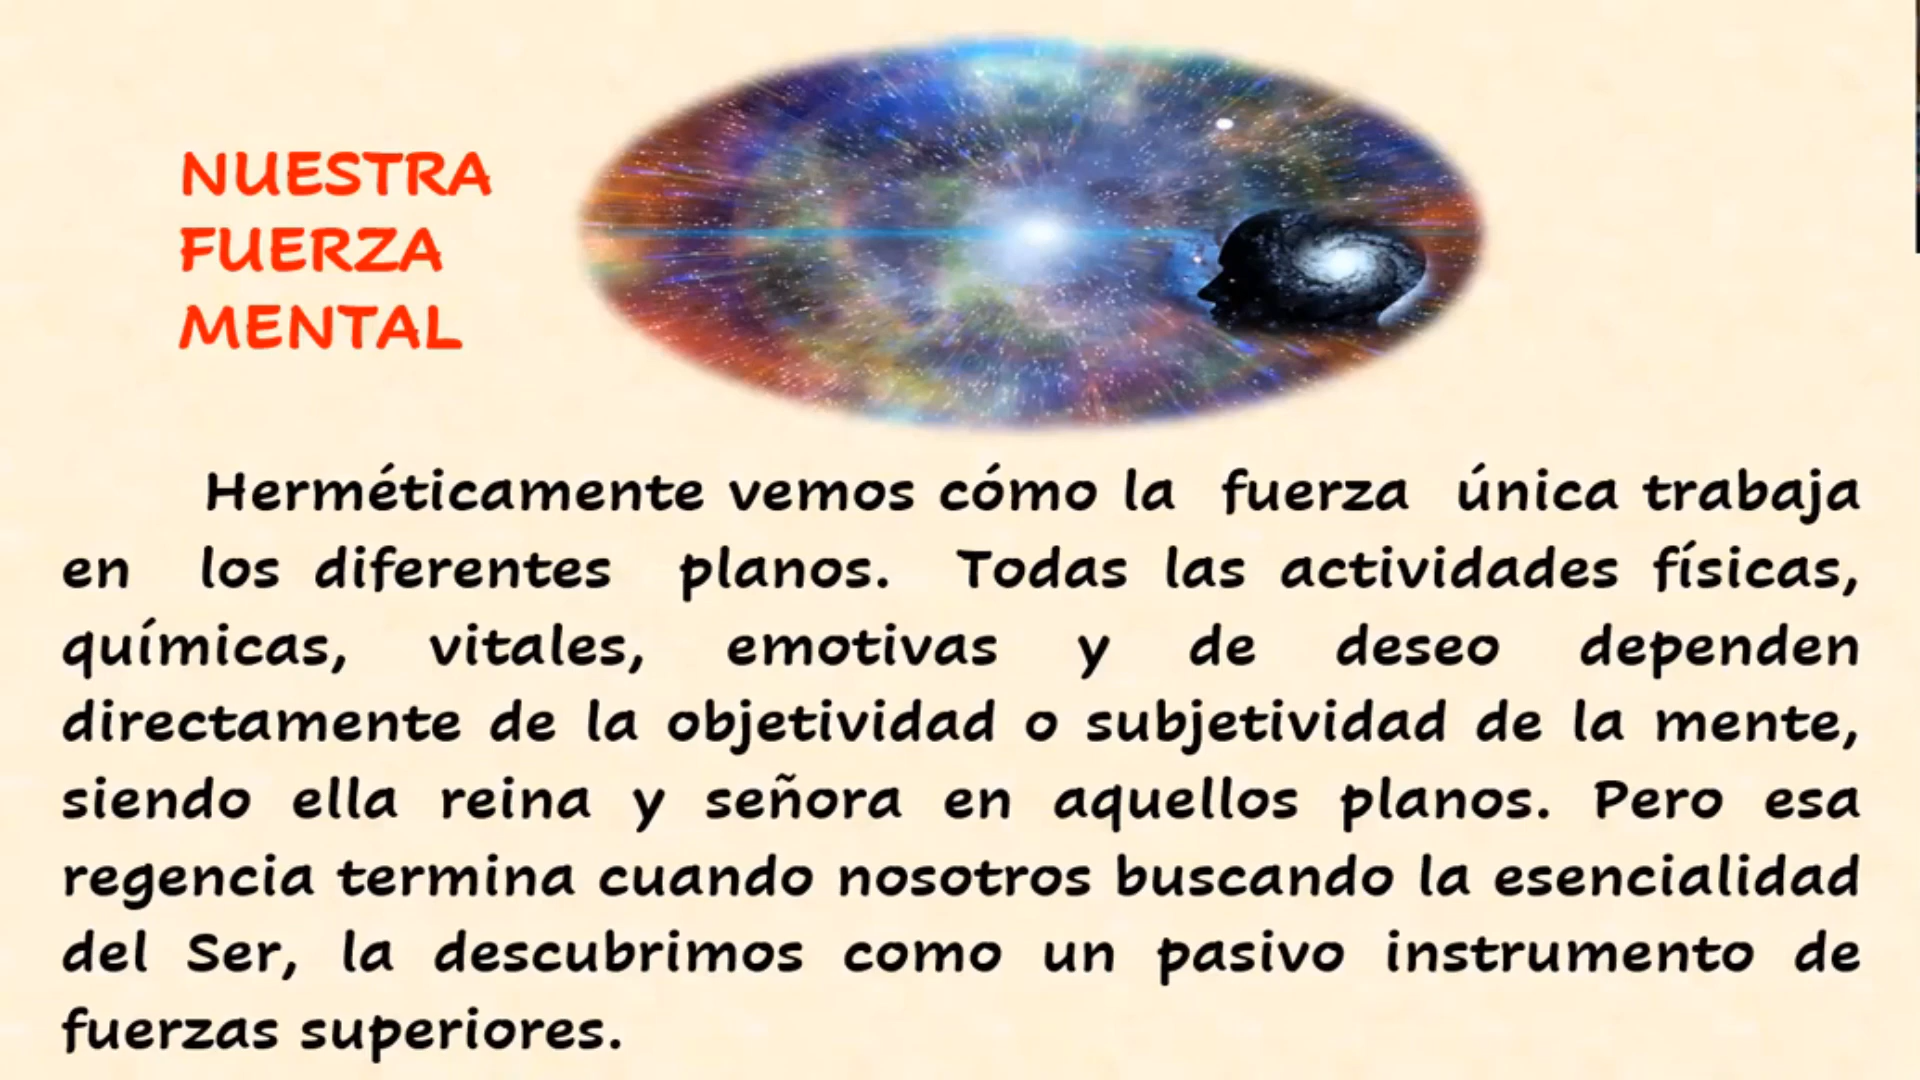 NUESTRA
FUERZA
MENTAL
Herméticamente vemos cómo la fuerza única trabaja
en los diferentes planos. Todas las actividades físicas,
químicas, vitales, emotivas y de deseo dependen
directamente de la objetividad o subjetividad de la mente,
siendo ella reina y señora en aquellos planos. Pero esa
regencia termina cuando nosotros buscando la esencialidad
del Ser, la descubrimos como un pasivo instrumento de
fuerzas superiores.